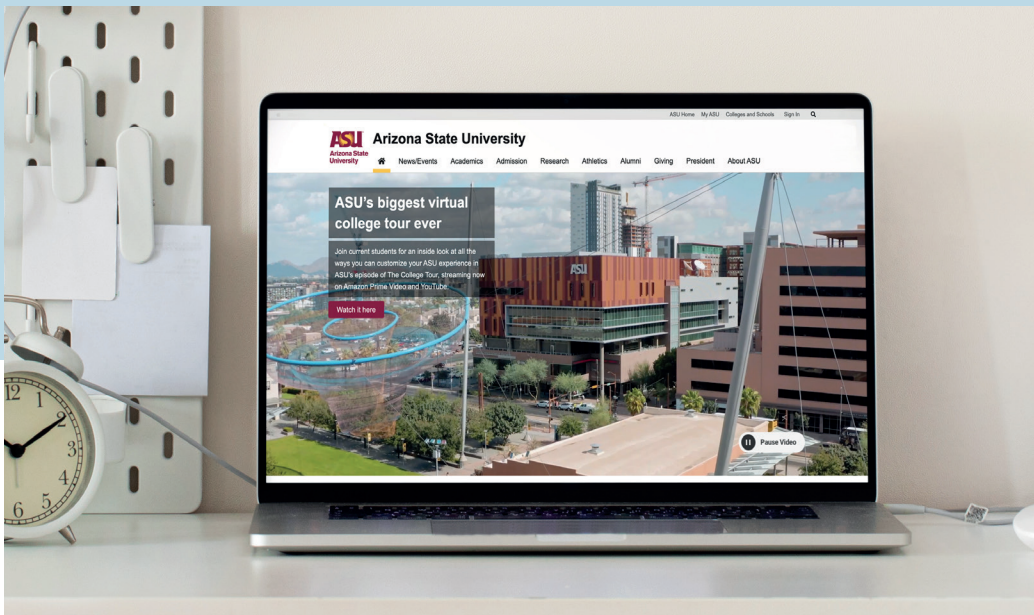 ASU Home My ASU Colleges and Schools Sign In
ASU Arizona State University
Arizona State
University
News/Events Academics Admission Research Athletics Alumni Giving President About ASU
ASU's biggest virtual
college tour ever
Join current students for an inside look at all the
ways you can customize your ASU experience in
ASU's episode of The College Tour, streaming now
on Amazon Prime Video and YouTube.
Watch it here
ASU
Pause Video
12
1
2
3
4
5
6